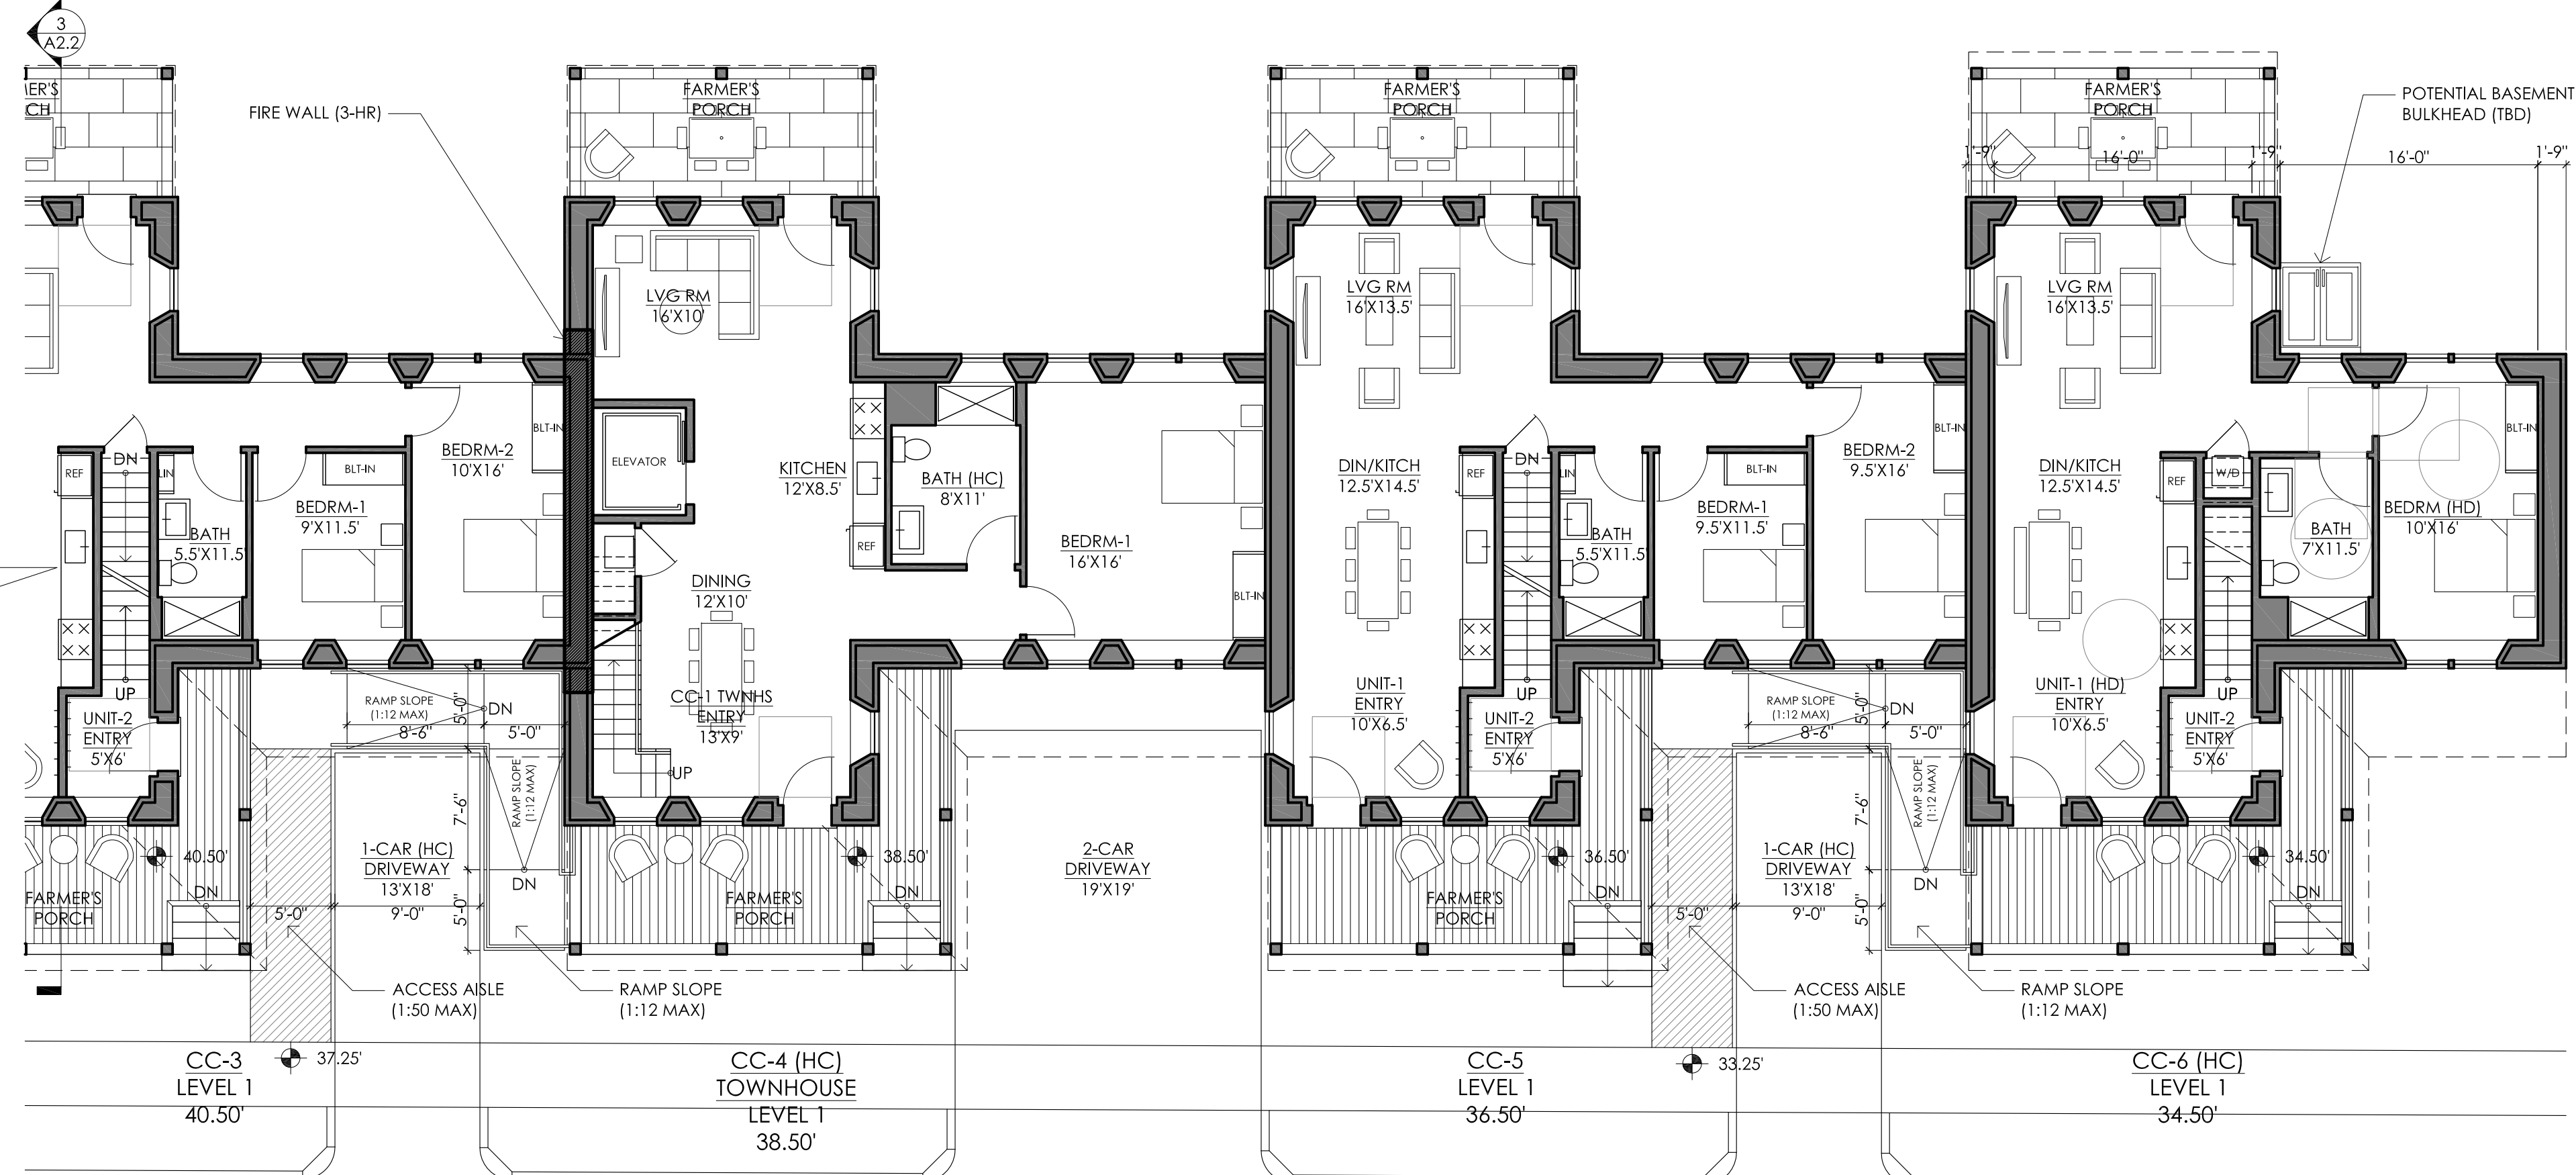 3
A2.2
FIRE WALL (3-HR)
FARMER'S
PORCH
FARMER'S
PORCH
FARMER'S
PORCH
POTENTIAL BASEMENT
BULKHEAD (TBD)
1'-9"
16'-0"
1'-9"
16'-0"
1'-9"
LVG RM
16'X10'
LVG RM
16'X13.5'
LVG RM
16'X13.5'
REF
DN
LIN
BATH
5.5'X11.5'
UP
UNIT-2
ENTRY
5'X6'
BLT-IN
BEDRM-1
9'X11.5'
BEDRM-2
10'X16'
BLT-IN
ELEVATOR
KITCHEN
12'X8.5'
REF
BATH (HC)
8'X11'
BEDRM-1
16'X16'
BLT-IN
DINING
12'X10'
CC-1 TWNHS
ENTRY
13'X9'
UP
DIN/KITCH
12.5'X14.5'
REF
DN
LIN
BATH
5.5'X11.5'
UP
UNIT-1
ENTRY
10'X6.5'
UNIT-2
ENTRY
5'X6'
BLT-IN
BEDRM-1
9.5'X11.5'
BEDRM-2
9.5'X16'
BLT-IN
DIN/KITCH
12.5'X14.5'
REF
W/D
BATH
7'X11.5'
BEDRM (HD)
10'X16'
BLT-IN
UNIT-1 (HD)
ENTRY
10'X6.5'
UP
UNIT-2
ENTRY
5'X6'
RAMP SLOPE
(1:12 MAX)
8'-6"
5'-0"
DN
5'-0"
RAMP SLOPE
(1:12 MAX)
7'-6"
DN
5'-0"
1-CAR (HC)
DRIVEWAY
13'X18'
9'-0"
5'-0"
40.50'
DN
FARMER'S
PORCH
38.50'
DN
FARMER'S
PORCH
2-CAR
DRIVEWAY
19'X19'
36.50'
DN
FARMER'S
PORCH
RAMP SLOPE
(1:12 MAX)
8'-6"
5'-0"
DN
5'-0"
RAMP SLOPE
(1:12 MAX)
7'-6"
DN
5'-0"
1-CAR (HC)
DRIVEWAY
13'X18'
9'-0"
5'-0"
34.50'
DN
ACCESS AISLE
(1:50 MAX)
RAMP SLOPE
(1:12 MAX)
ACCESS AISLE
(1:50 MAX)
RAMP SLOPE
(1:12 MAX)
37.25'
33.25'
CC-3
LEVEL 1
40.50'
CC-4 (HC)
TOWNHOUSE
LEVEL 1
38.50'
CC-5
LEVEL 1
36.50'
CC-6 (HC)
LEVEL 1
34.50'